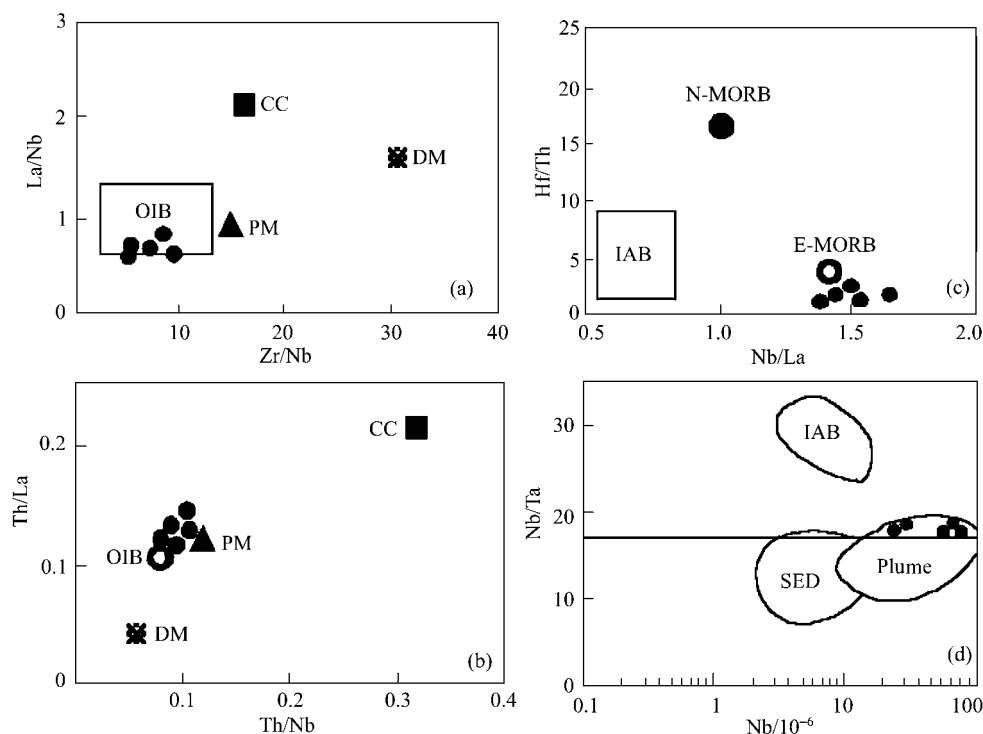 3
2
1
0
La/Nb
CC
DM
OIB
PM
(a)
10 20 30 40
Zr/Nb
25
20
15
10
5
0
Hf/Th
N-MORB
E-MORB
IAB
(c)
0.5 1.0 1.5 2.0
Nb/La
0.2
0.1
0
Th/La
CC
OIB
PM
DM
(b)
0.1 0.2 0.3 0.4
Th/Nb
30
20
10
0
Nb/Ta
IAB
SED
Plume
(d)
0.1 1 10 100
Nb/10⁻⁶